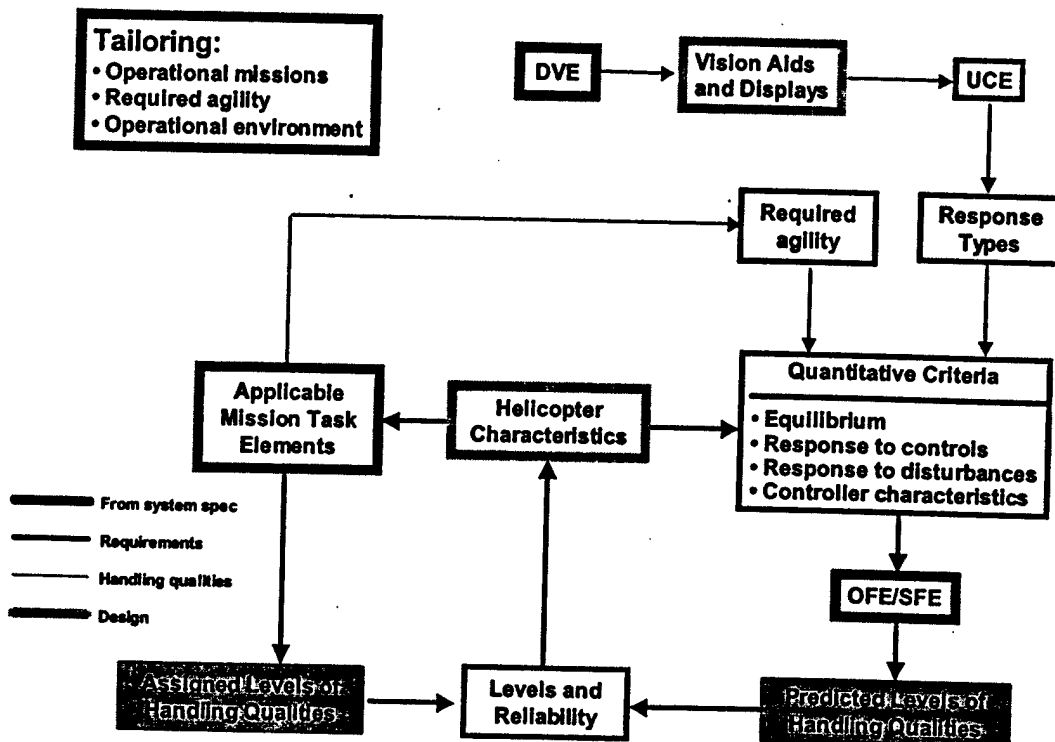 Tailoring:
• Operational missions
• Required agility
• Operational environment
DVE
Vision Aids
and Displays
UCE
Required
agility
Response
Types
Applicable
Mission Task
Elements
Helicopter
Characteristics
Quantitative Criteria
• Equilibrium
• Response to controls
• Response to disturbances
• Controller characteristics
From system spec
Requirements
Handling qualities
Design
OFE/SFE
Assigned Levels of
Handling Qualities
Levels and
Reliability
Predicted Levels of
Handling Qualities